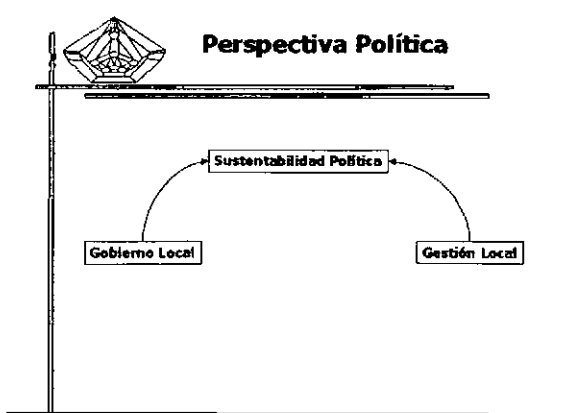 Perspectiva Política
Sustentabilidad Política
Gobierno Local
Gestión Local